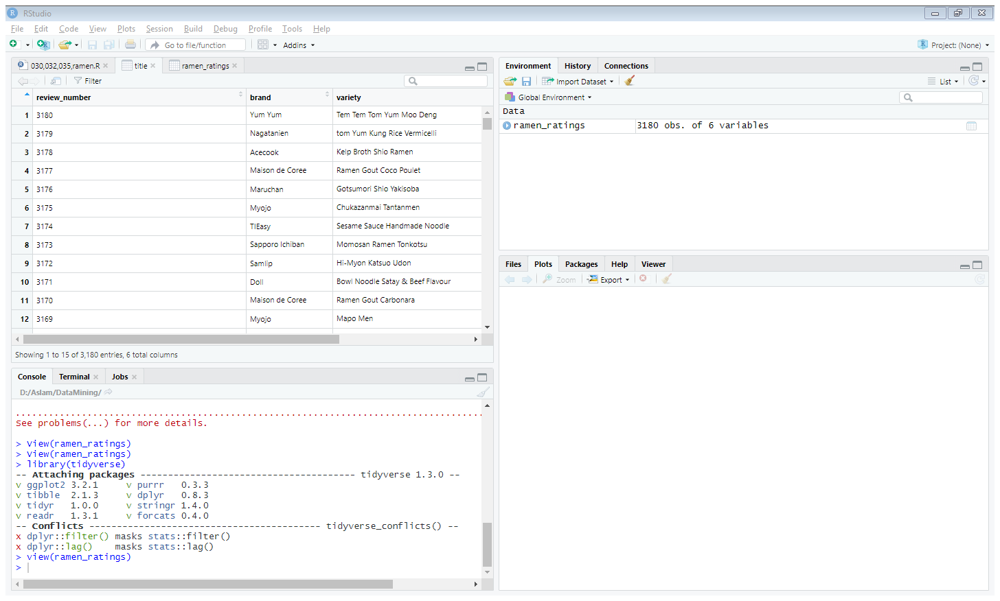 RStudio
File Edit Code View Plots Session Build Debug Profile Tools Help
Go to file/function Addins Project: (None)
030,032,035,ramen.R title ramen_ratings
Filter
review_number brand variety
1 3180 Yum Yum Tem Tem Tom Yum Moo Deng
2 3179 Nagatanien tom Yum Kung Rice Vermicelli
3 3178 Acecook Kelp Broth Shio Ramen
4 3177 Maison de Coree Ramen Gout Coco Poulet
5 3176 Maruchan Gotsumori Shio Yakisoba
6 3175 Myojo Chukazanmai Tantanmen
7 3174 TIEasy Sesame Sauce Handmade Noodle
8 3173 Sapporo Ichiban Momosan Ramen Tonkotsu
9 3172 Samlip Hi-Myon Katsuo Udon
10 3171 Doll Bowl Noodle Satay & Beef Flavour
11 3170 Maison de Coree Ramen Gout Carbonara
12 3169 Myojo Mapo Men
Showing 1 to 15 of 3,180 entries, 6 total columns
Console Terminal Jobs
D:/Aslam/DataMining/
................................................................................
See problems(...) for more details.
> View(ramen_ratings)
> View(ramen_ratings)
> library(tidyverse)
-- Attaching packages --------------------------------------- tidyverse 1.3.0 --
v ggplot2 3.2.1 v purrr 0.3.3
v tibble 2.1.3 v dplyr 0.8.3
v tidyr 1.0.0 v stringr 1.4.0
v readr 1.3.1 v forcats 0.4.0
-- Conflicts ------------------------------------------ tidyverse_conflicts() --
x dplyr::filter() masks stats::filter()
x dplyr::lag() masks stats::lag()
> view(ramen_ratings)
>
Environment History Connections
Import Dataset List
Global Environment
Data
ramen_ratings 3180 obs. of 6 variables
Files Plots Packages Help Viewer
Zoom Export